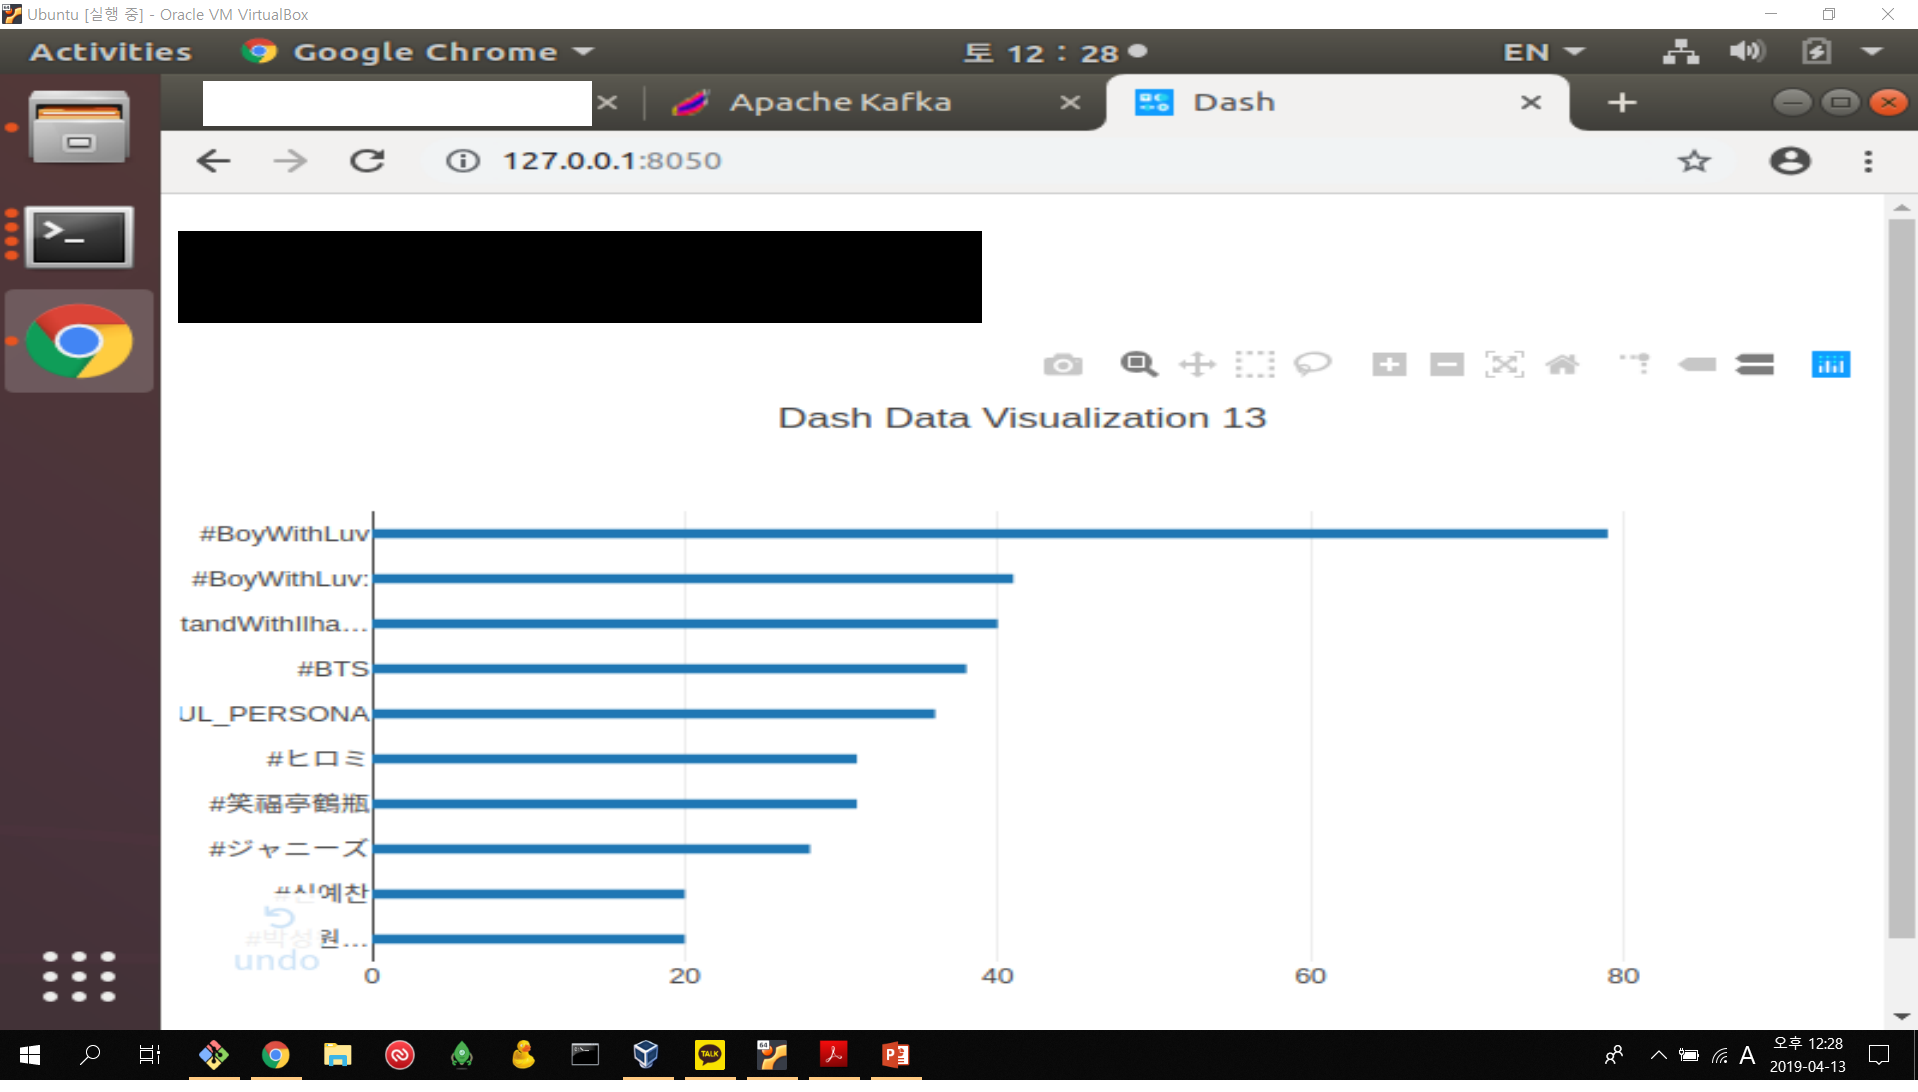 Ubuntu [실행 중] - Oracle VM VirtualBox
Activities Google Chrome 토 12 : 28 EN
Apache Kafka Dash
127.0.0.1:8050
Dash Data Visualization 13
#BoyWithLuv
#BoyWithLuv:
tandWithIlha...
#BTS
UL_PERSONA
#ヒロミ
#笑福亭鶴瓶
#ジャニーズ
#신예찬
#박성원...
undo
0 20 40 60 80
TALK 64 A 오후 12:28
2019-04-13